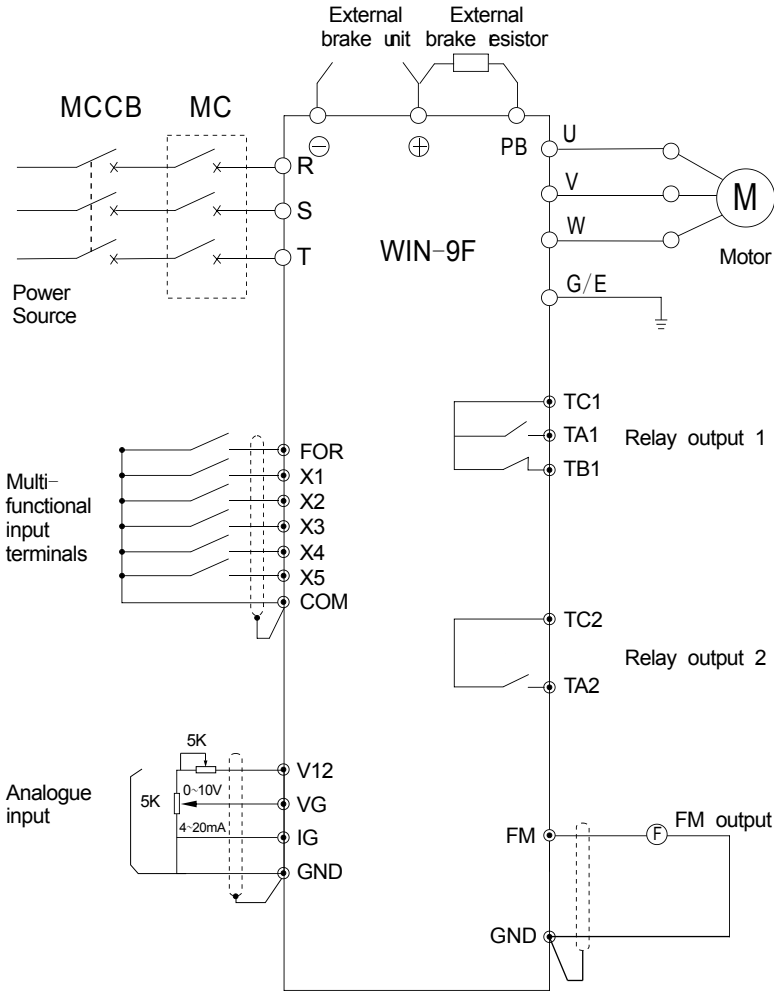 External
brake unit
External
brake esistor
MCCB
MC
⊖
⊕
PB
U
R
V
M
S
W
T
WIN-9F
Motor
Power
Source
G/E
TC1
TA1
Relay output 1
TB1
FOR
X1
X2
X3
X4
X5
COM
Multi-
functional
input
terminals
TC2
Relay output 2
TA2
5K
V12
Analogue
input
5K
0~10V
VG
4~20mA
IG
GND
FM
F
FM output
GND